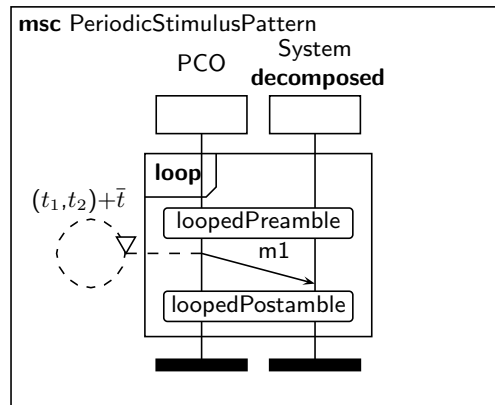 msc PeriodicStimulusPattern
System
PCO
decomposed
loop
(t₁,t₂)+t̄
loopedPreamble
m1
loopedPostamble